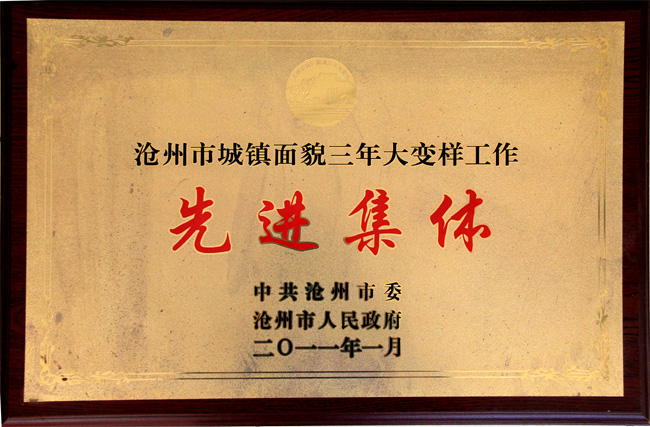 沧州市城镇面貌三年大变样工作
先进集体
中共沧州市委
沧州市人民政府
二〇一一年一月